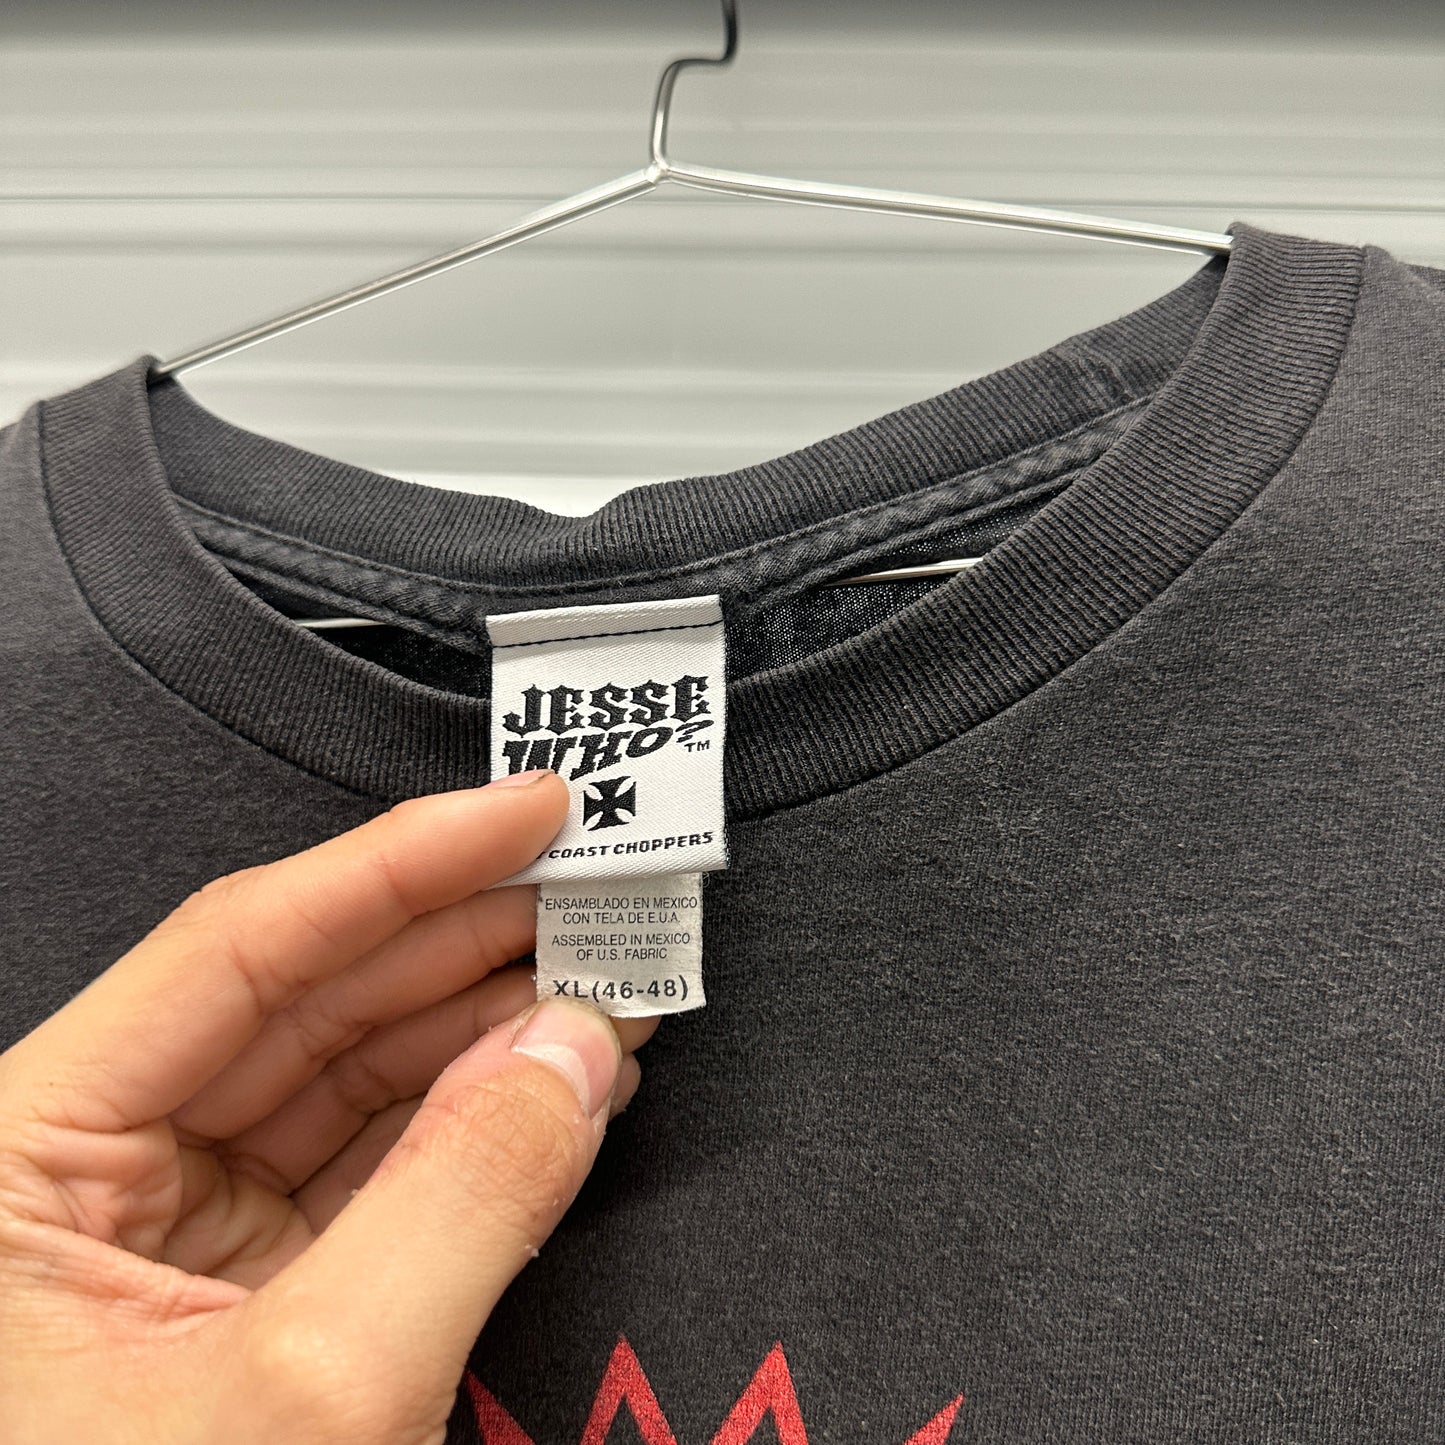 JESSE
WHO?™
COAST CHOPPERS
ENSAMBLADO EN MEXICO
CON TELA DE E.U.A.
ASSEMBLED IN MEXICO
OF U.S. FABRIC
XL(46-48)